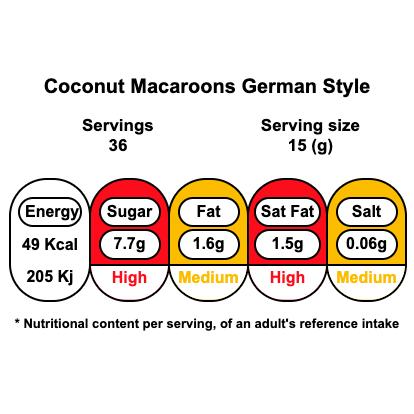 Coconut Macaroons German Style
Servings Serving size
36 15 (g)
Energy Sugar Fat Sat Fat Salt
49 Kcal 7.7g 1.6g 1.5g 0.06g
205 Kj High Medium High Medium
* Nutritional content per serving, of an adult's reference intake